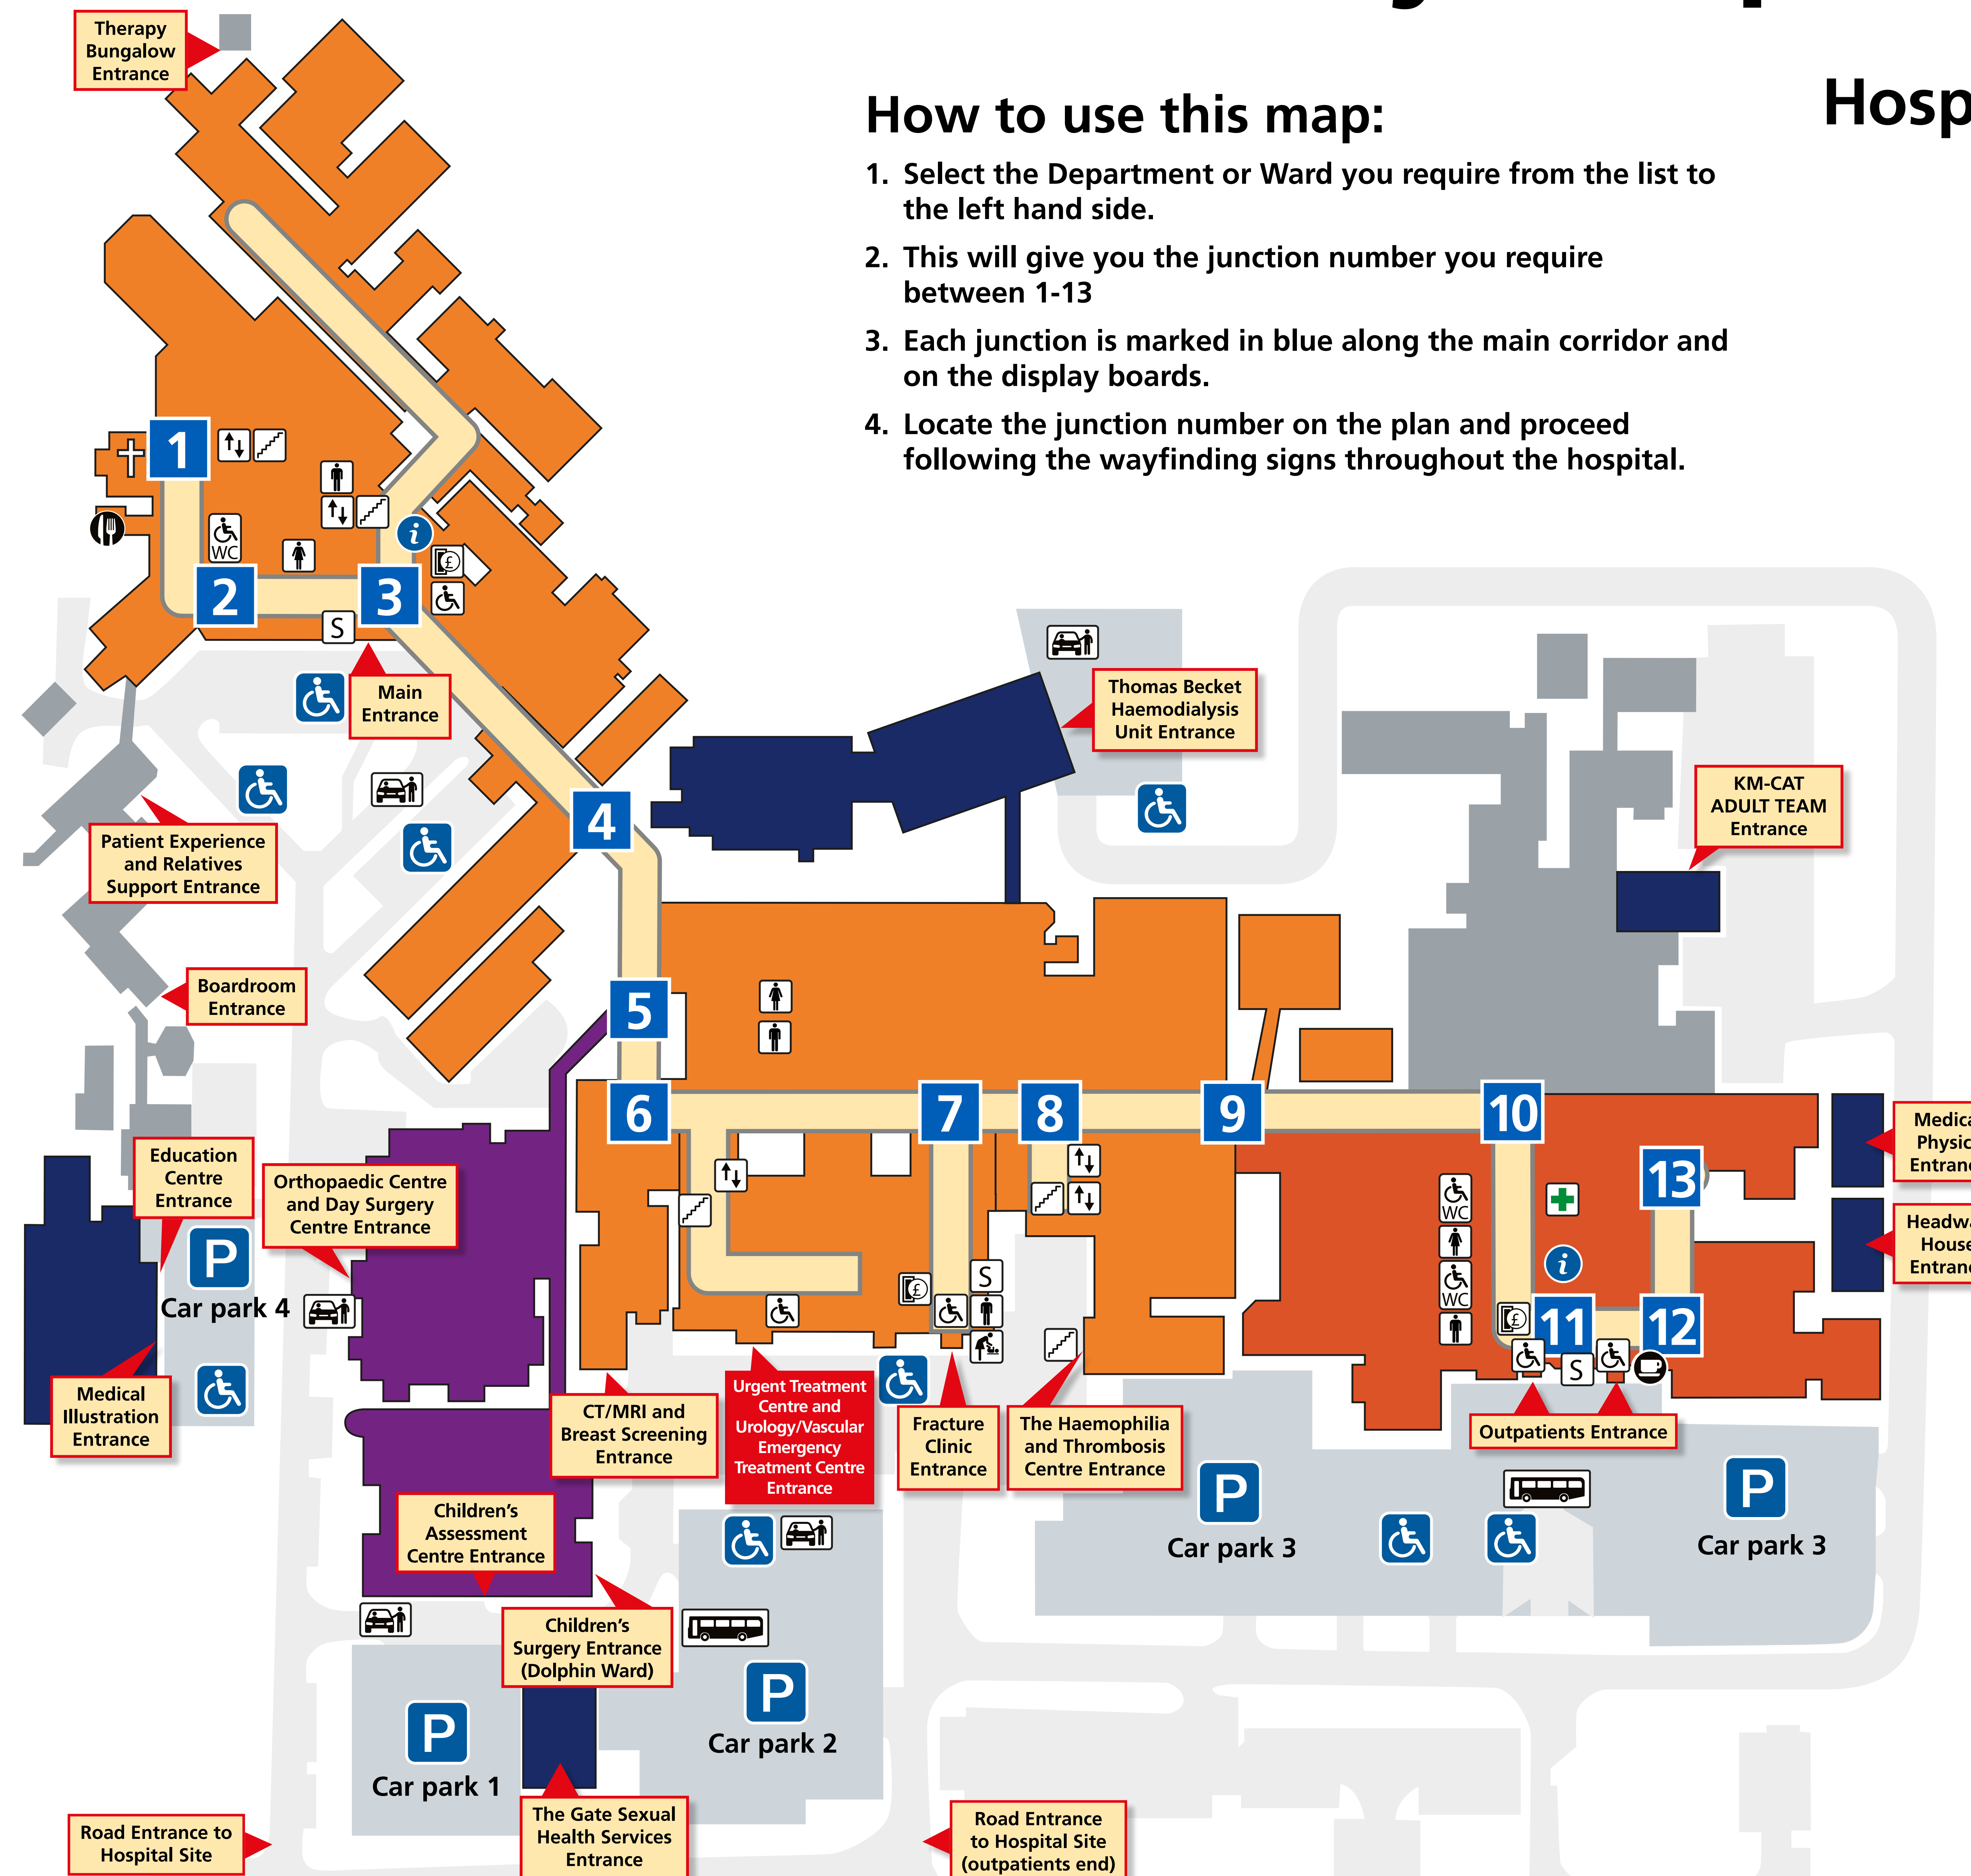 Therapy
Bungalow
Entrance
How to use this map:
Hosp
1. Select the Department or Ward you require from the list to
the left hand side.
2. This will give you the junction number you require
between 1-13
3. Each junction is marked in blue along the main corridor and
on the display boards.
4. Locate the junction number on the plan and proceed
following the wayfinding signs throughout the hospital.
1
WC
i
£
2
3
S
Main
Entrance
Thomas Becket
Haemodialysis
Unit Entrance
KM-CAT
ADULT TEAM
Entrance
4
Patient Experience
and Relatives
Support Entrance
Boardroom
Entrance
5
6
7
8
9
10
Medica
Physic
Entranc
Education
Centre
Entrance
Orthopaedic Centre
and Day Surgery
Centre Entrance
13
WC
Headwa
House
Entranc
P
Car park 4
i
WC
£
S
£
11
12
S
Medical
Illustration
Entrance
CT/MRI and
Breast Screening
Entrance
Urgent Treatment
Centre and
Urology/Vascular
Emergency
Treatment Centre
Entrance
Fracture
Clinic
Entrance
The Haemophilia
and Thrombosis
Centre Entrance
Outpatients Entrance
P
Car park 3
P
Car park 3
Children's
Assessment
Centre Entrance
Children's
Surgery Entrance
(Dolphin Ward)
P
Car park 1
P
Car park 2
The Gate Sexual
Health Services
Entrance
Road Entrance to
Hospital Site
Road Entrance
to Hospital Site
(outpatients end)